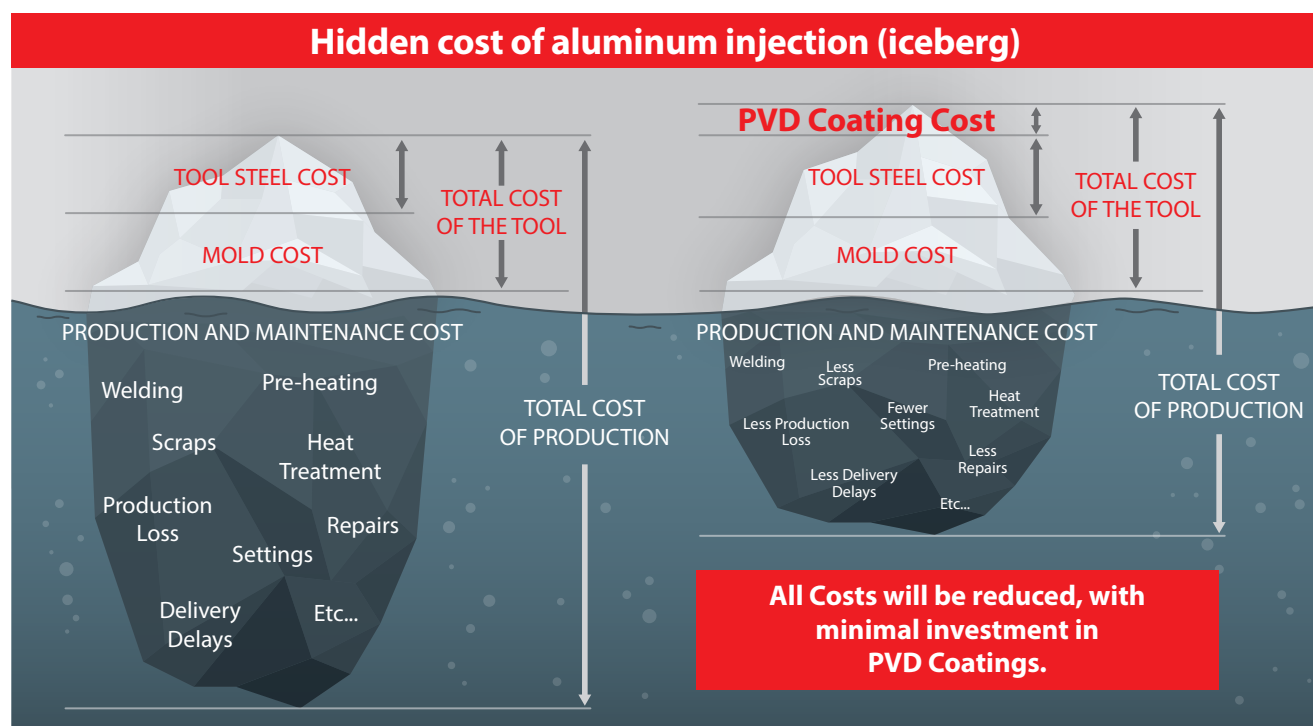 Hidden cost of aluminum injection (iceberg)
TOOL STEEL COST
MOLD COST
TOTAL COST
OF THE TOOL
PRODUCTION AND MAINTENANCE COST
Welding
Pre-heating
Scraps
Heat
Treatment
Production
Loss
Repairs
Settings
Delivery
Delays
Etc...
TOTAL COST
OF PRODUCTION
PVD Coating Cost
TOOL STEEL COST
MOLD COST
TOTAL COST
OF THE TOOL
PRODUCTION AND MAINTENANCE COST
Welding
Less
Scraps
Pre-heating
Heat
Treatment
Less Production
Loss
Fewer
Settings
Less
Repairs
Less Delivery
Delays
Etc...
TOTAL COST
OF PRODUCTION
All Costs will be reduced, with
minimal investment in
PVD Coatings.